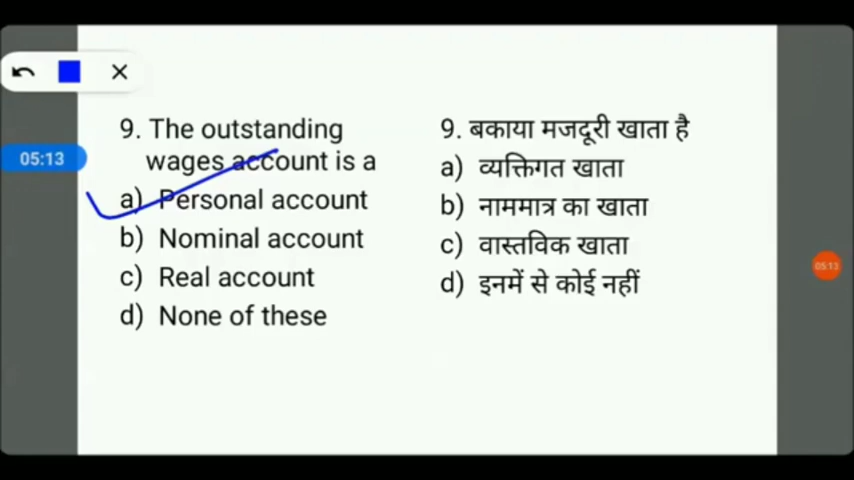 05:13
9. The outstanding
wages account is a
a) Personal account
b) Nominal account
c) Real account
d) None of these
9. बकाया मजदूरी खाता है
a) व्यक्तिगत खाता
b) नाममात्र का खाता
c) वास्तविक खाता
d) इनमें से कोई नहीं
05:13